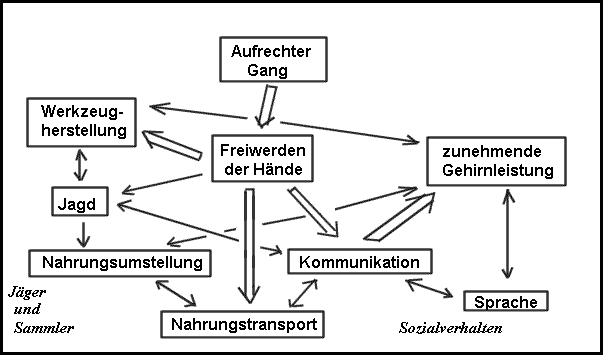 Aufrechter
Gang
Werkzeug-
herstellung
Freiwerden
der Hände
zunehmende
Gehirnleistung
Jagd
Nahrungsumstellung
Kommunikation
Jäger
und
Sammler
Nahrungstransport
Sprache
Sozialverhalten